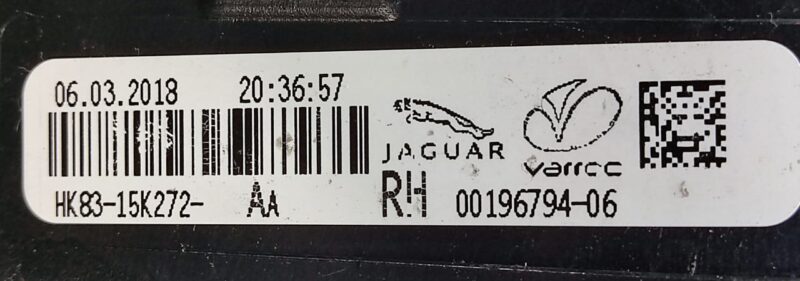 06.03.2018 20:36:57
JAGUAR
varroc
HK83-15K272- AA RH 00196794-06